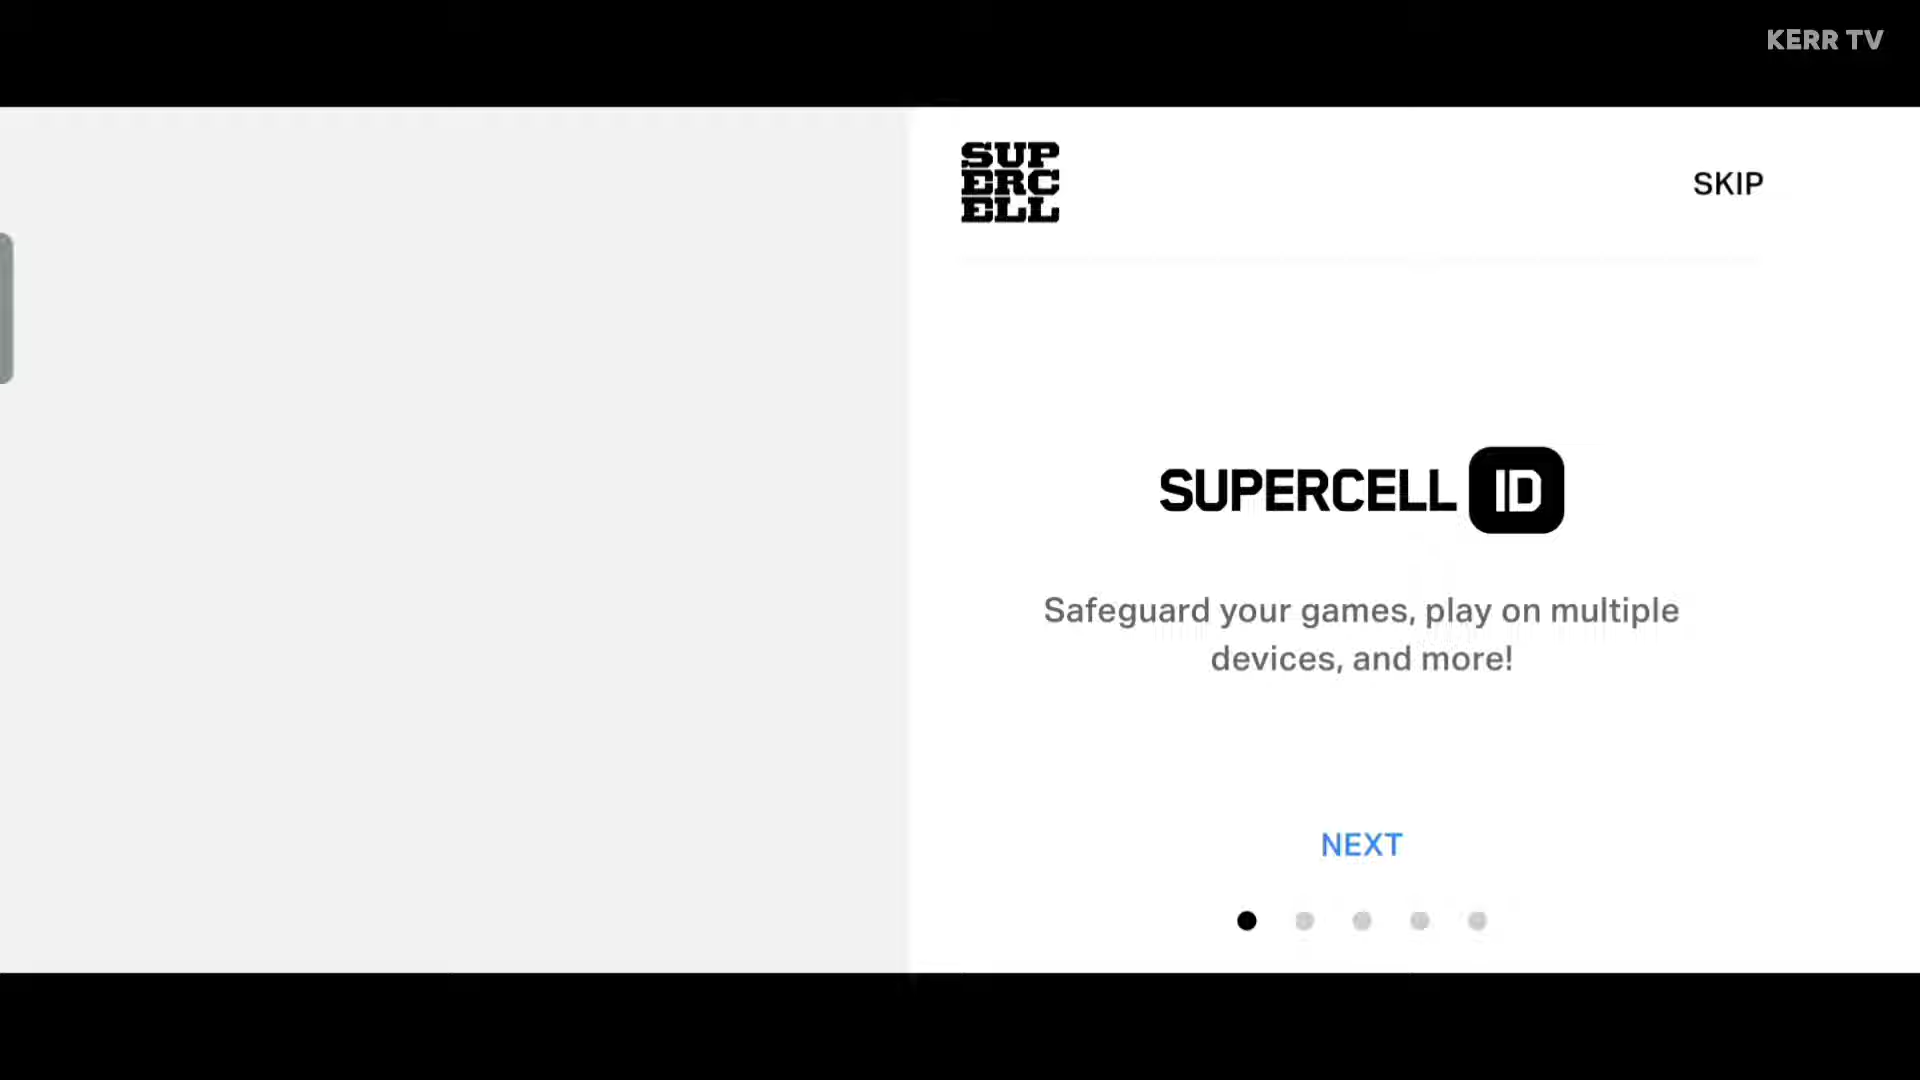 KERR TV
SUP
ERC
ELL
SKIP
SUPERCELL ID
Safeguard your games, play on multiple
devices, and more!
NEXT